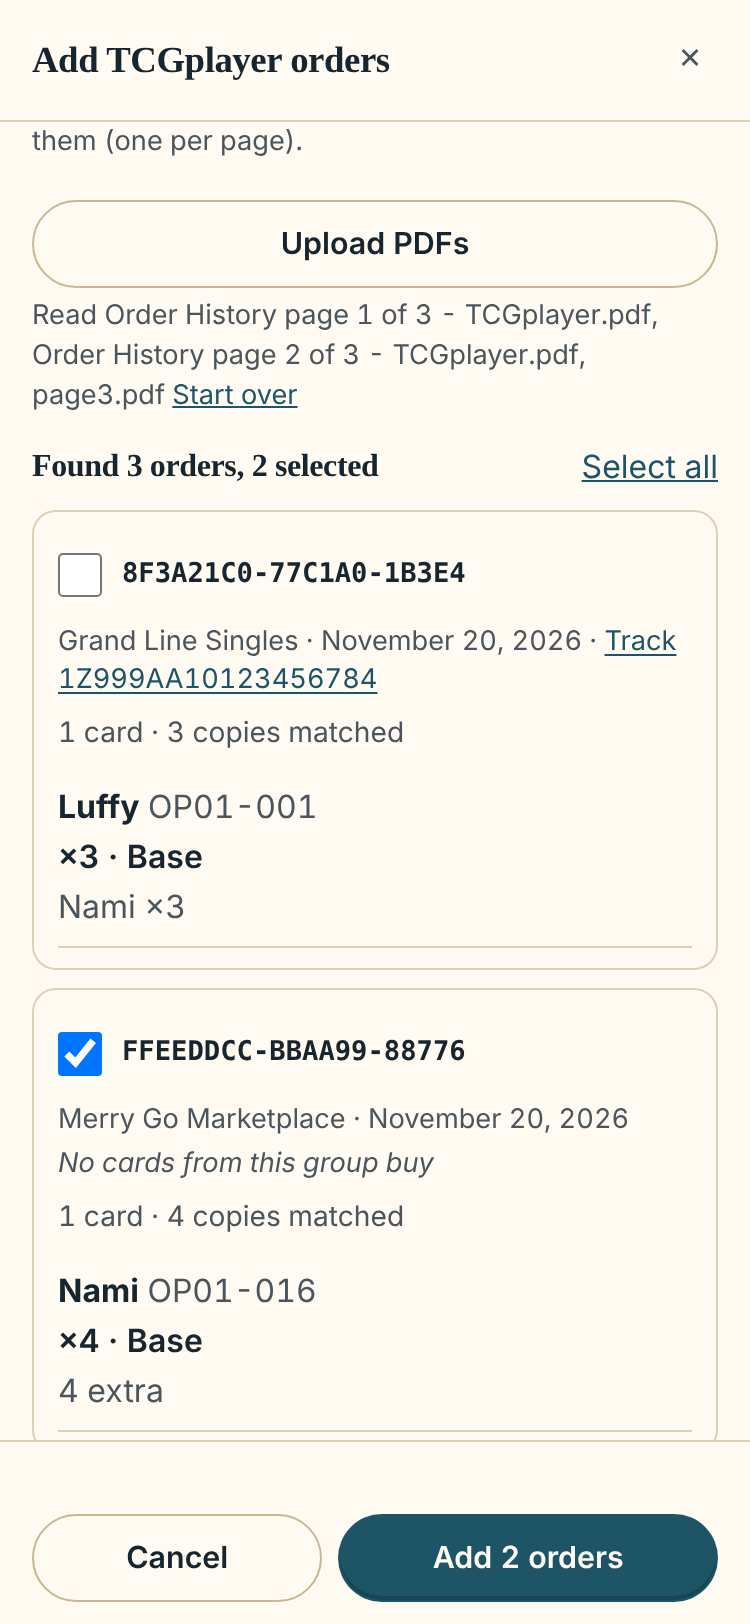 Add TCGplayer orders
×
them (one per page).
Upload PDFs
Read Order History page 1 of 3 - TCGplayer.pdf,
Order History page 2 of 3 - TCGplayer.pdf,
page3.pdf Start over
Found 3 orders, 2 selected
Select all
8F3A21C0-77C1A0-1B3E4
Grand Line Singles · November 20, 2026 · Track
1Z999AA10123456784
1 card · 3 copies matched
Luffy OP01-001
×3 · Base
Nami ×3
FFEEDDCC-BBAA99-88776
Merry Go Marketplace · November 20, 2026
No cards from this group buy
1 card · 4 copies matched
Nami OP01-016
×4 · Base
4 extra
Cancel
Add 2 orders